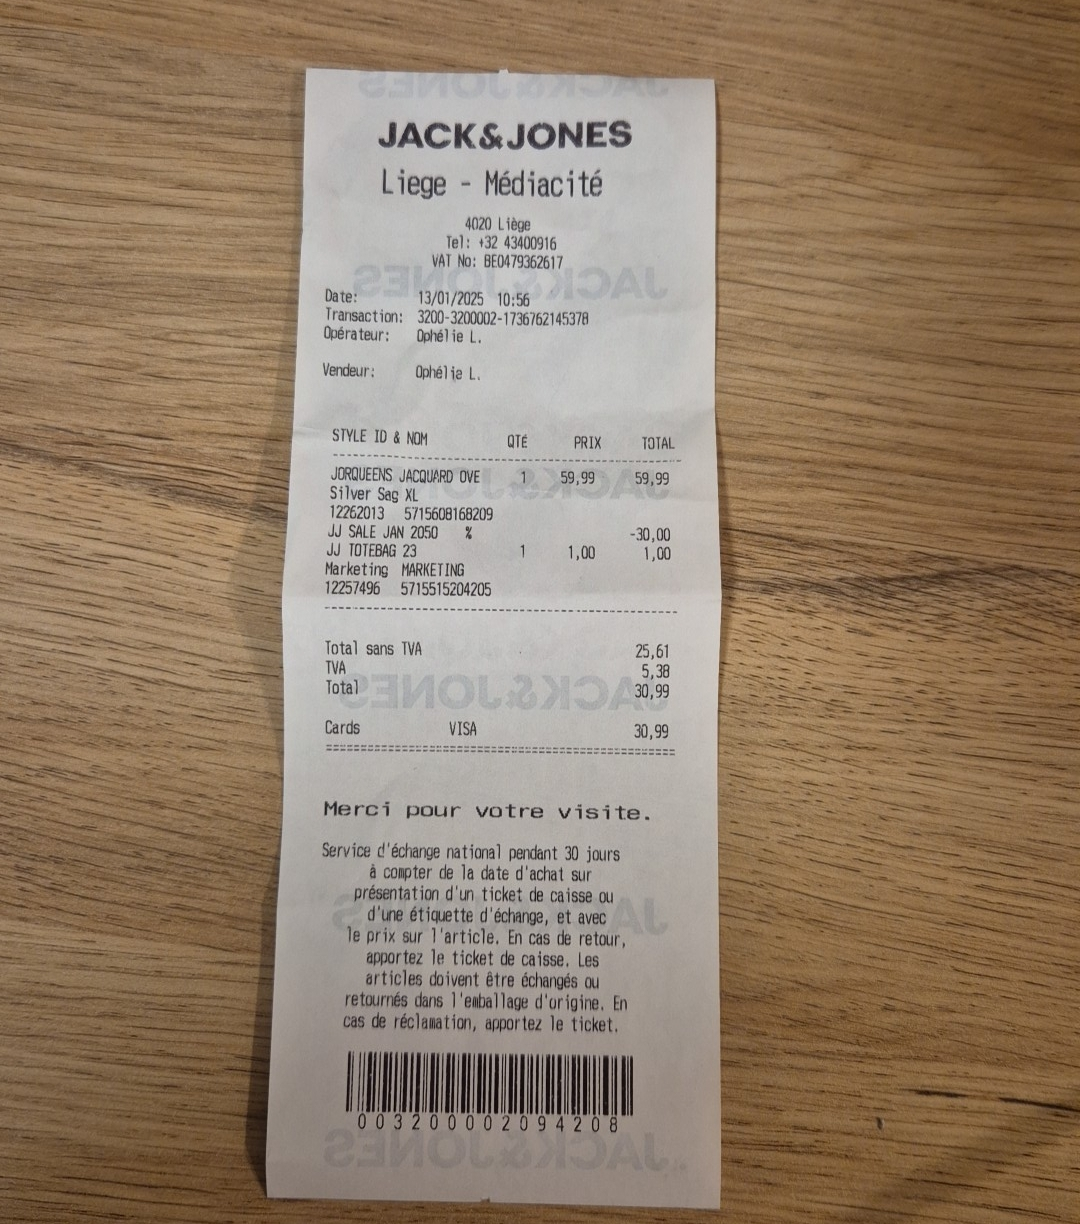 JACK&JONES
Liege - Médiacité
4020 Liège
Tel: +32 43400916
VAT No: BE0479362617
Date: 13/01/2025 10:56
Transaction: 3200-3200002-1736762145378
Opérateur: Ophélie L.
Vendeur: Ophélie L.
STYLE ID & NOM QTÉ PRIX TOTAL
JORQUEENS JACQUARD OVE 1 59,99 59,99
Silver Sag XL
12262013 5715608168209
JJ SALE JAN 2050 % -30,00
JJ TOTEBAG 23 1 1,00 1,00
Marketing MARKETING
12257496 5715515204205
Total sans TVA 25,61
TVA 5,38
Total 30,99
Cards VISA 30,99
Merci pour votre visite.
Service d'échange national pendant 30 jours
à compter de la date d'achat sur
présentation d'un ticket de caisse ou
d'une étiquette d'échange, et avec
le prix sur l'article. En cas de retour,
apportez le ticket de caisse. Les
articles doivent être échangés ou
retournés dans l'emballage d'origine. En
cas de réclamation, apportez le ticket.
0032000002094208